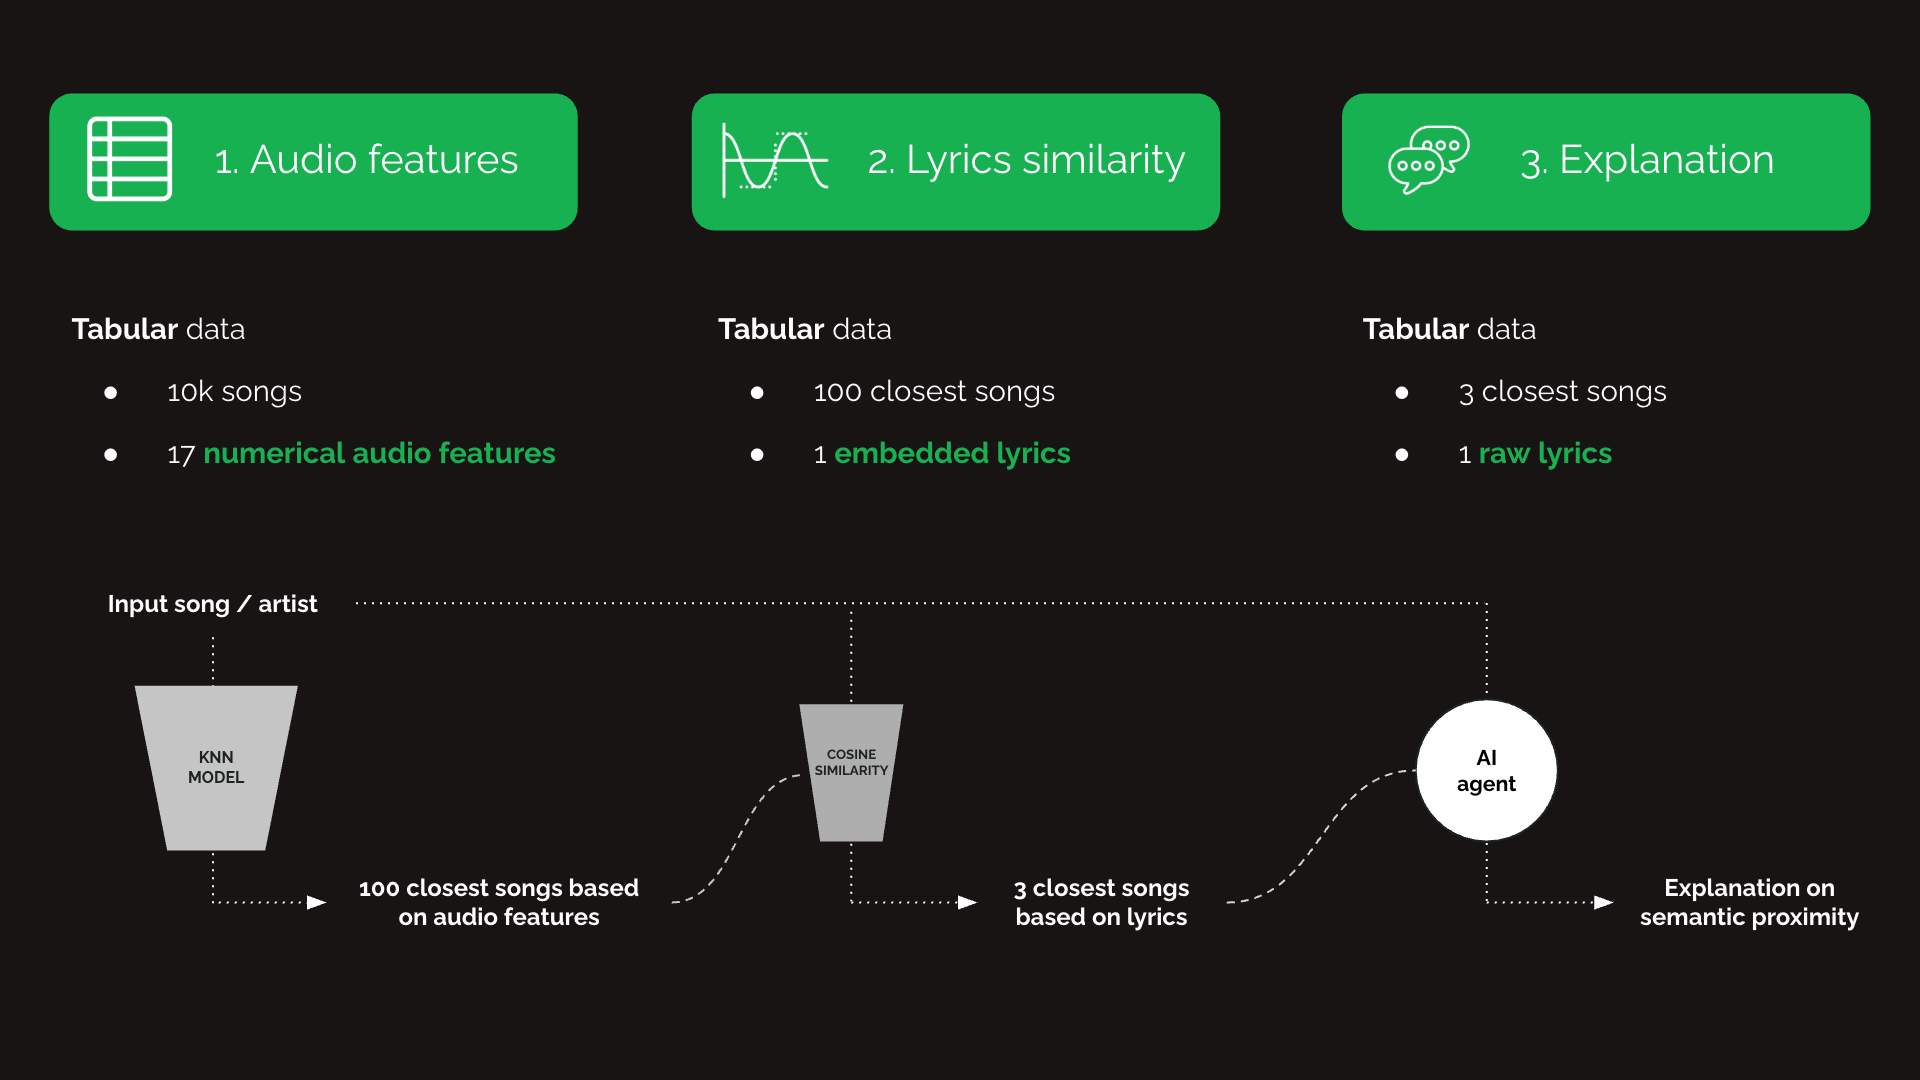 1. Audio features
2. Lyrics similarity
3. Explanation
Tabular data
● 10k songs
● 17 numerical audio features
Tabular data
● 100 closest songs
● 1 embedded lyrics
Tabular data
● 3 closest songs
● 1 raw lyrics
Input song / artist
KNN
MODEL
COSINE
SIMILARITY
AI
agent
100 closest songs based
on audio features
3 closest songs
based on lyrics
Explanation on
semantic proximity